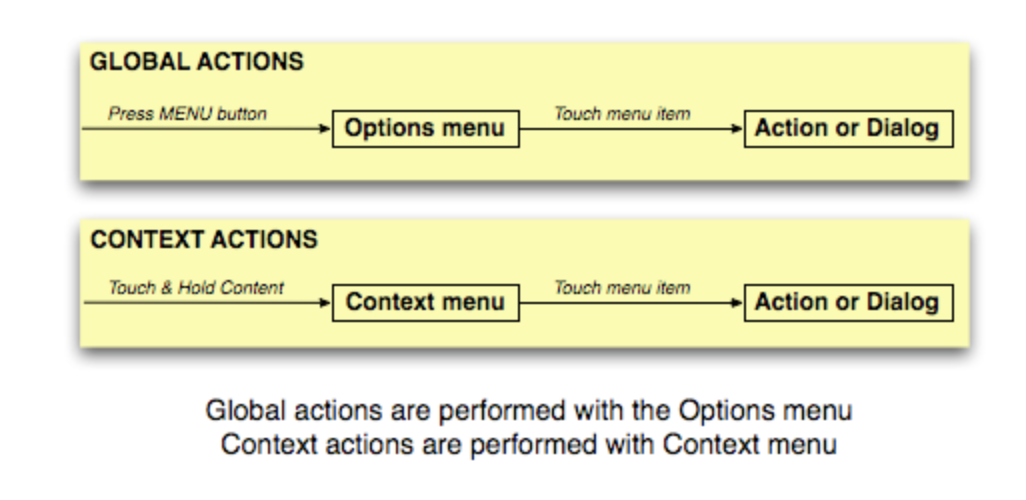 GLOBAL ACTIONS
Press MENU button
Options menu
Touch menu item
Action or Dialog
CONTEXT ACTIONS
Touch & Hold Content
Context menu
Touch menu item
Action or Dialog
Global actions are performed with the Options menu
Context actions are performed with Context menu